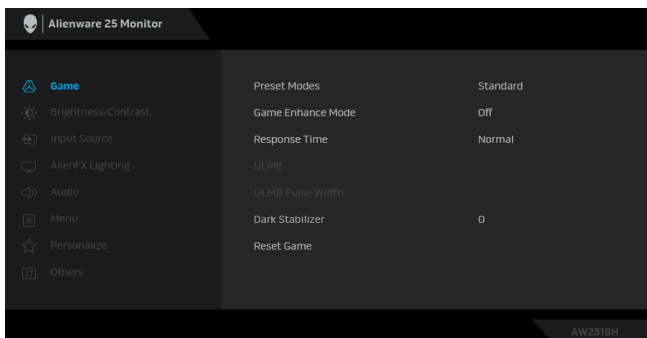 Alienware 25 Monitor
Game
Preset Modes Standard
Brightness/Contrast
Game Enhance Mode Off
Input Source
Response Time Normal
AlienFX Lighting
ULMB
Audio
ULMB Pulse Width
Menu
Dark Stabilizer 0
Personalize
Reset Game
Others
AW2518H